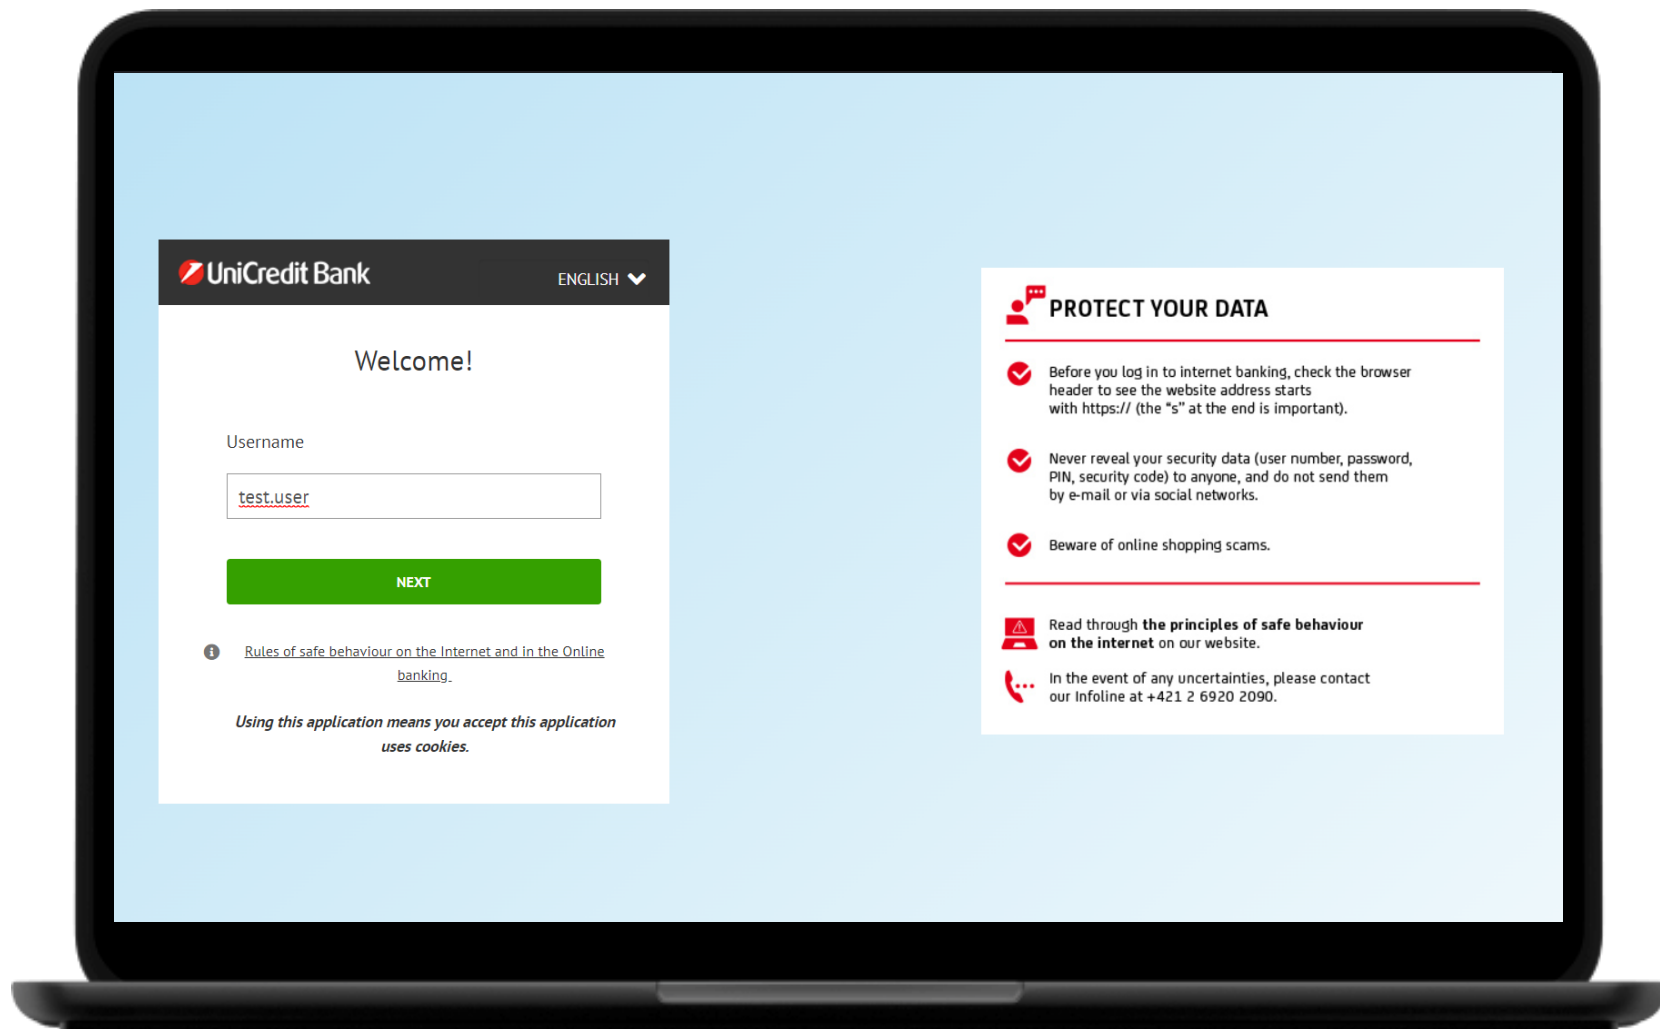 UniCredit Bank
ENGLISH
Welcome!
Username
test.user
NEXT
Rules of safe behaviour on the Internet and in the Online
banking
Using this application means you accept this application
uses cookies.
PROTECT YOUR DATA
Before you log in to internet banking, check the browser
header to see the website address starts
with https:// (the “s” at the end is important).
Never reveal your security data (user number, password,
PIN, security code) to anyone, and do not send them
by e-mail or via social networks.
Beware of online shopping scams.
Read through the principles of safe behaviour
on the internet on our website.
In the event of any uncertainties, please contact
our Infoline at +421 2 6920 2090.